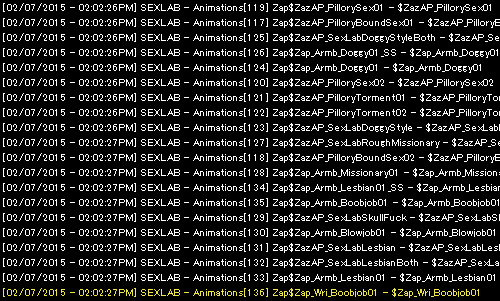 [02/07/2015 - 02:02:26PM] SEXLAB - Animations[119] Zap$ZazAP_PillorySex01 - $ZazAP_PillorySex01
[02/07/2015 - 02:02:26PM] SEXLAB - Animations[117] Zap$ZazAP_PilloryBoundSex01 - $ZazAP_PilloryBoundS
[02/07/2015 - 02:02:26PM] SEXLAB - Animations[125] Zap$ZazAP_SexLabDoggyStyleBoth - $ZazAP_Se
[02/07/2015 - 02:02:26PM] SEXLAB - Animations[126] Zap$Zap_Armb_Doggy01_SS - $Zap_Armb_Doggy
[02/07/2015 - 02:02:26PM] SEXLAB - Animations[124] Zap$Zap_Armb_Doggy01 - $Zap_Armb_Doggy01
[02/07/2015 - 02:02:26PM] SEXLAB - Animations[120] Zap$ZazAP_PillorySex02 - $ZazAP_PillorySex02
[02/07/2015 - 02:02:26PM] SEXLAB - Animations[121] Zap$ZazAP_PilloryTorment01 - $ZazAP_PilloryTorm
[02/07/2015 - 02:02:26PM] SEXLAB - Animations[122] Zap$ZazAP_PilloryTorment02 - $ZazAP_PilloryTorm
[02/07/2015 - 02:02:26PM] SEXLAB - Animations[123] Zap$ZazAP_SexLabDoggyStyle - $ZazAP_SexLab
[02/07/2015 - 02:02:27PM] SEXLAB - Animations[127] Zap$ZazAP_SexLabRoughMissionary - $ZazAP_Se
[02/07/2015 - 02:02:27PM] SEXLAB - Animations[118] Zap$ZazAP_PilloryBoundSex02 - $ZazAP_PilloryBoundS
[02/07/2015 - 02:02:27PM] SEXLAB - Animations[128] Zap$Zap_Armb_Missionary01 - $Zap_Armb_Mission
[02/07/2015 - 02:02:27PM] SEXLAB - Animations[134] Zap$Zap_Armb_Lesbian01_SS - $Zap_Armb_Lesbian
[02/07/2015 - 02:02:27PM] SEXLAB - Animations[135] Zap$Zap_Armb_Boobjob01 - $Zap_Armb_Boobjob01
[02/07/2015 - 02:02:27PM] SEXLAB - Animations[129] Zap$ZazAP_SexLabSkullFuck - $ZazAP_SexLabSk
[02/07/2015 - 02:02:27PM] SEXLAB - Animations[130] Zap$Zap_Armb_Blowjob01 - $Zap_Armb_Blowjob01
[02/07/2015 - 02:02:27PM] SEXLAB - Animations[131] Zap$ZazAP_SexLabLesbian - $ZazAP_SexLabLesb
[02/07/2015 - 02:02:27PM] SEXLAB - Animations[132] Zap$ZazAP_SexLabLesbianBoth - $ZazAP_SexLa
[02/07/2015 - 02:02:27PM] SEXLAB - Animations[133] Zap$Zap_Armb_Lesbian01 - $Zap_Armb_Lesbian01
[02/07/2015 - 02:02:27PM] SEXLAB - Animations[136] Zap$Zap_Wri_Boobjob01 - $Zap_Wri_Boobjob01